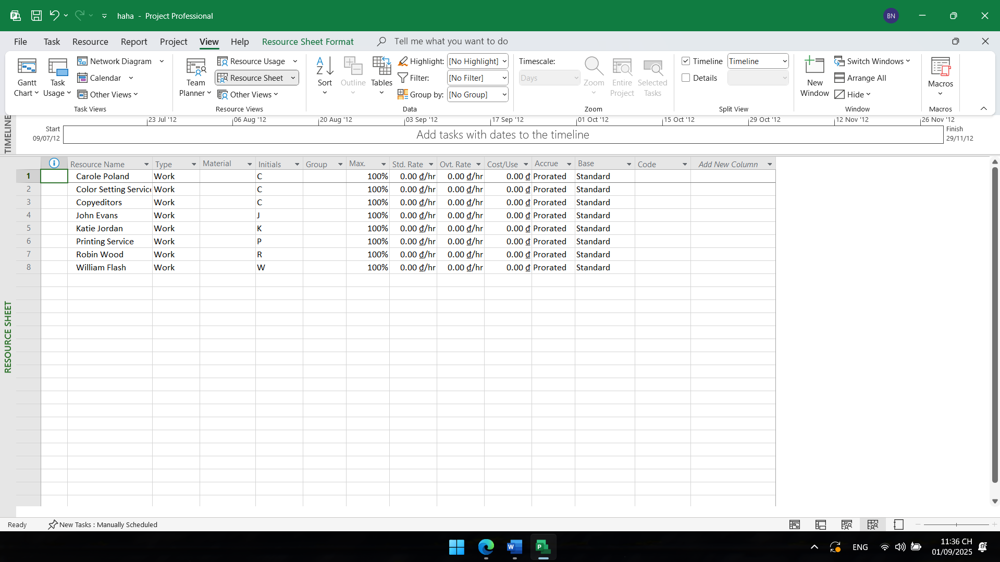 haha - Project Professional
BN
File Task Resource Report Project View Help Resource Sheet Format Tell me what you want to do
Gantt Chart
Task Usage
Network Diagram
Calendar
Other Views
Task Views
Team Planner
Resource Usage
Resource Sheet
Other Views
Resource Views
Sort
Outline
Tables
Highlight: [No Highlight]
Filter: [No Filter]
Group by: [No Group]
Data
Timescale:
Days
Zoom
Entire Project
Selected Tasks
Zoom
Timeline Timeline
Details
Split View
New Window
Switch Windows
Arrange All
Hide
Window
Macros
Macros
TIMELINE
23 Jul '12 06 Aug '12 20 Aug '12 03 Sep '12 17 Sep '12 01 Oct '12 15 Oct '12 29 Oct '12 12 Nov '12 26 Nov '12
Start
09/07/12
Add tasks with dates to the timeline
Finish
29/11/12
RESOURCE SHEET
Resource Name Type Material Initials Group Max. Std. Rate Ovt. Rate Cost/Use Accrue Base Code Add New Column
1 Carole Poland Work C 100% 0.00 ₫/hr 0.00 ₫/hr 0.00 ₫ Prorated Standard
2 Color Setting Service Work C 100% 0.00 ₫/hr 0.00 ₫/hr 0.00 ₫ Prorated Standard
3 Copyeditors Work C 100% 0.00 ₫/hr 0.00 ₫/hr 0.00 ₫ Prorated Standard
4 John Evans Work J 100% 0.00 ₫/hr 0.00 ₫/hr 0.00 ₫ Prorated Standard
5 Katie Jordan Work K 100% 0.00 ₫/hr 0.00 ₫/hr 0.00 ₫ Prorated Standard
6 Printing Service Work P 100% 0.00 ₫/hr 0.00 ₫/hr 0.00 ₫ Prorated Standard
7 Robin Wood Work R 100% 0.00 ₫/hr 0.00 ₫/hr 0.00 ₫ Prorated Standard
8 William Flash Work W 100% 0.00 ₫/hr 0.00 ₫/hr 0.00 ₫ Prorated Standard
Ready New Tasks : Manually Scheduled
ENG
11:36 CH
01/09/2025